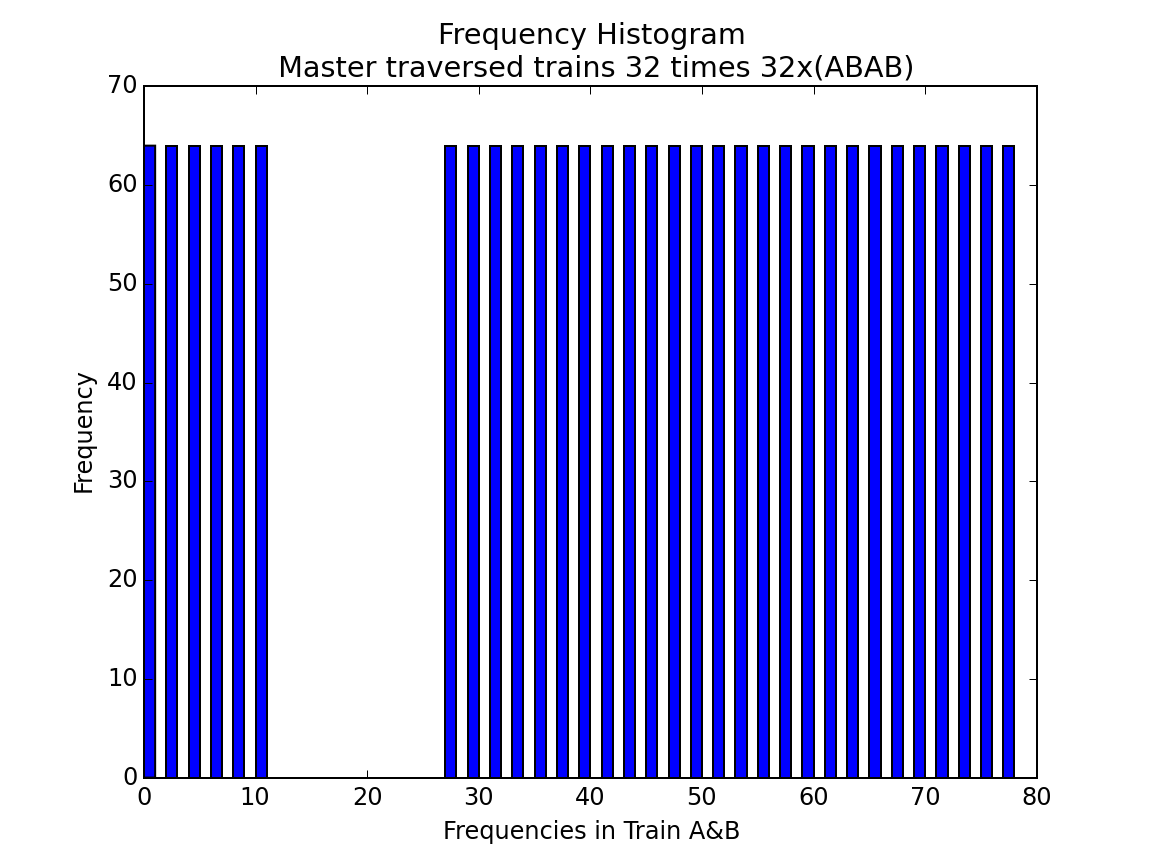 Frequency Histogram
Master traversed trains 32 times 32x(ABAB)
70
60
50
40
30
20
10
0
Frequency
0 10 20 30 40 50 60 70 80
Frequencies in Train A&B